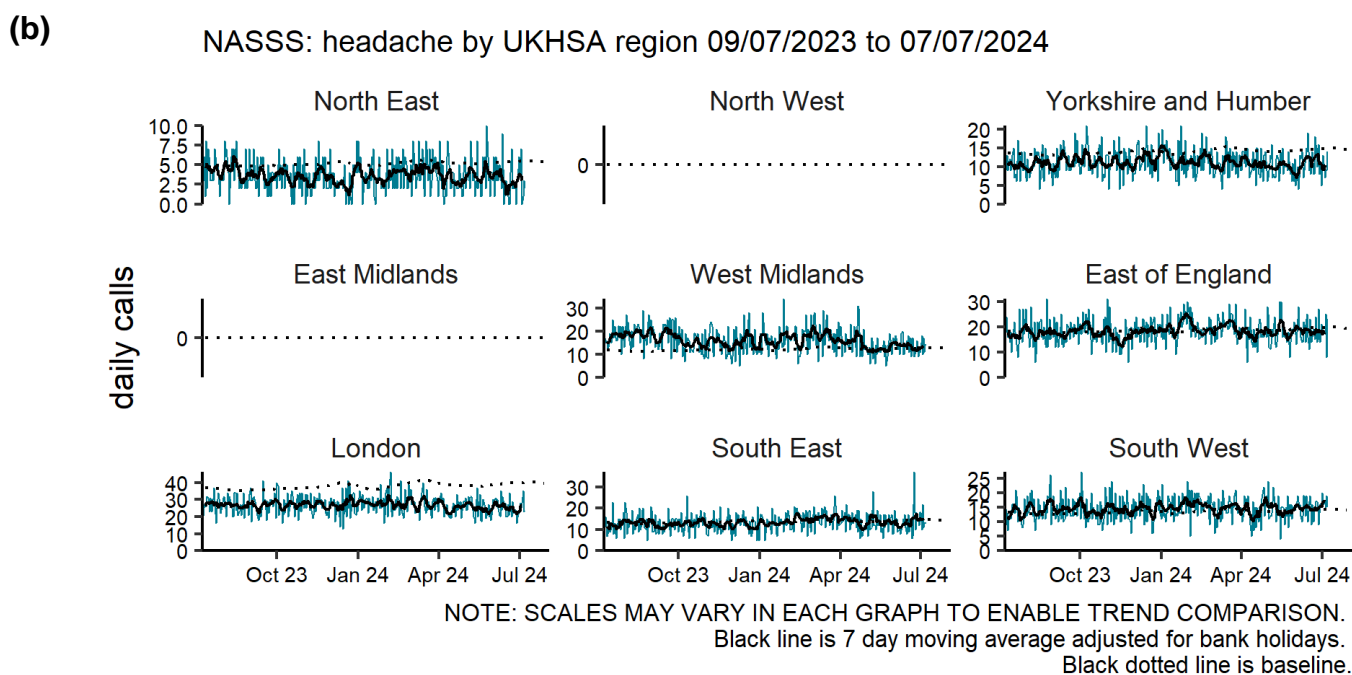 (b)
NASSS: headache by UKHSA region 09/07/2023 to 07/07/2024
North East
North West
Yorkshire and Humber
10.0
7.5
5.0
2.5
0.0
0
20
15
10
5
0
East Midlands
West Midlands
East of England
0
30
20
10
0
30
20
10
0
daily calls
London
South East
South West
40
30
20
10
0
30
20
10
0
25
20
15
10
5
0
Oct 23 Jan 24 Apr 24 Jul 24
Oct 23 Jan 24 Apr 24 Jul 24
Oct 23 Jan 24 Apr 24 Jul 24
NOTE: SCALES MAY VARY IN EACH GRAPH TO ENABLE TREND COMPARISON.
Black line is 7 day moving average adjusted for bank holidays.
Black dotted line is baseline.